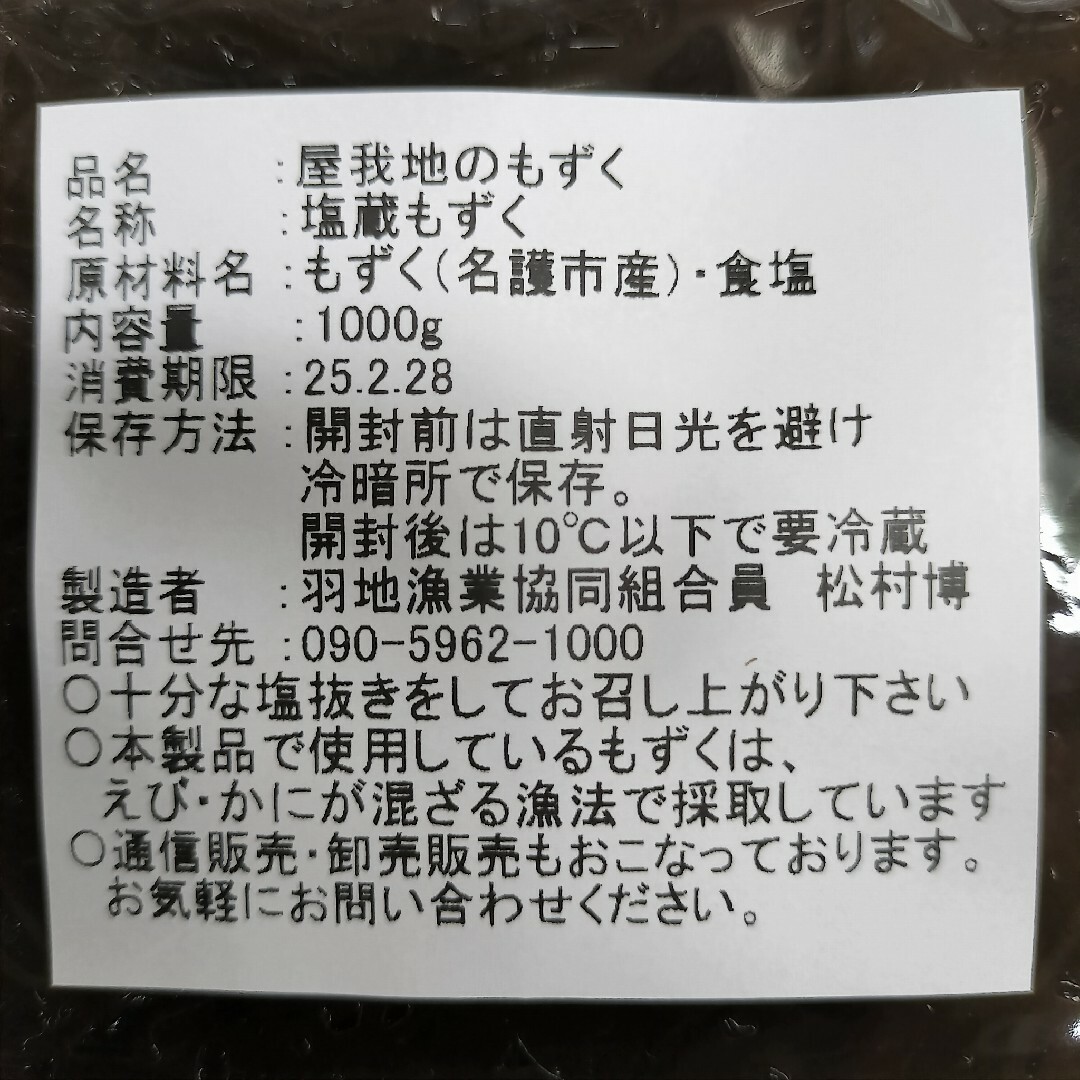 品名　　：屋我地のもずく
名称　　：塩蔵もずく
原材料名：もずく(名護市産)・食塩
内容量　：1000g
消費期限：25.2.28
保存方法：開封前は直射日光を避け
冷暗所で保存。
開封後は10℃以下で要冷蔵
製造者　：羽地漁業協同組合員　松村博
問合せ先：090-5962-1000
○十分な塩抜きをしてお召し上がり下さい
○本製品で使用しているもずくは、
えび・かにが混ざる漁法で採取しています
○通信販売・卸売販売もおこなっております。
お気軽にお問い合わせください。